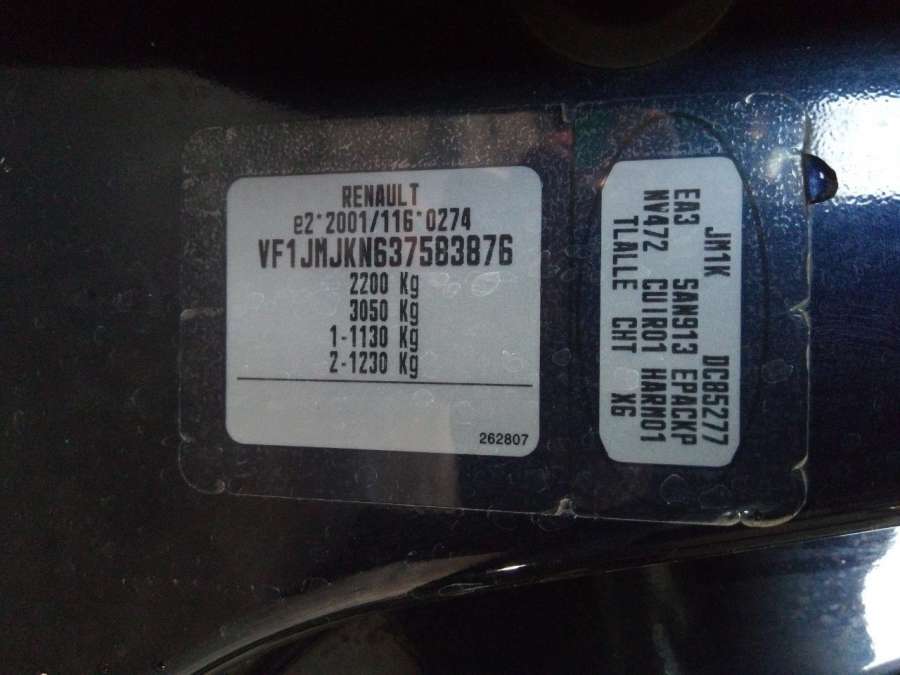 RENAULT
e2*2001/116*0274
VF1JMJKN637583876
2200 Kg
3050 Kg
1-1130 Kg
2-1230 Kg
262807
JM1K DC85277
EA3 SAN913 EPACKP
NV472 CUIR01 HARM01
TLALLE CHT X6